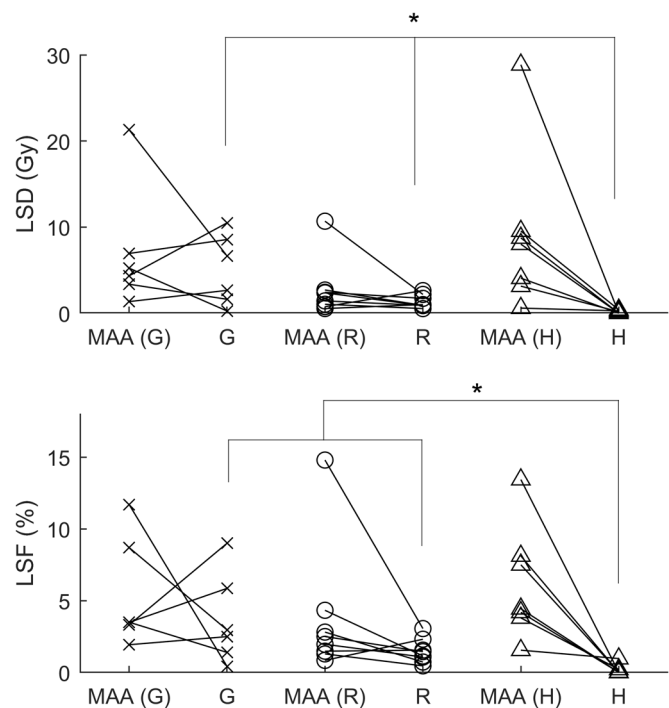 *
30
20
10
0
LSD (Gy)
MAA (G) G MAA (R) R MAA (H) H
*
15
10
5
0
LSF (%)
MAA (G) G MAA (R) R MAA (H) H